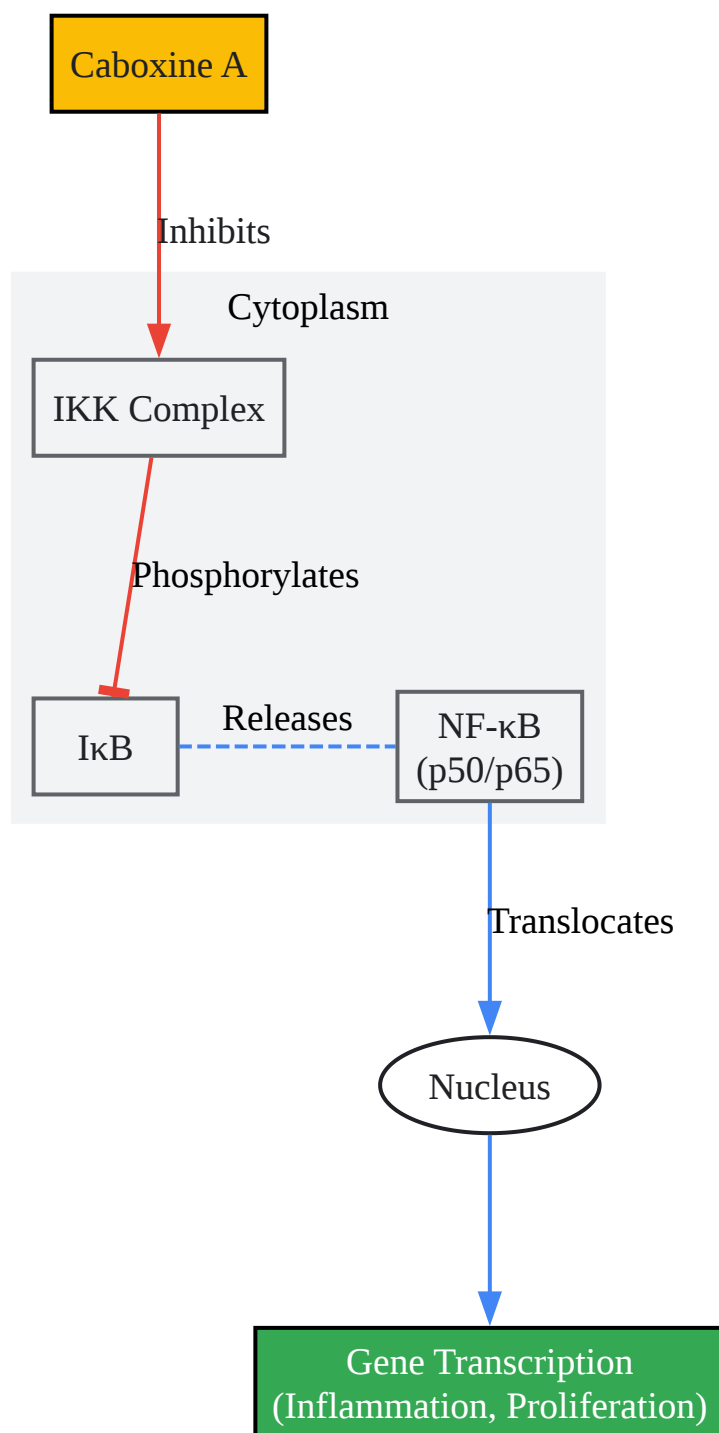 Caboxine A
Inhibits
Cytoplasm
IKK Complex
Phosphorylates
IκB
Releases
NF-κB
(p50/p65)
Translocates
Nucleus
Gene Transcription
(Inflammation, Proliferation)